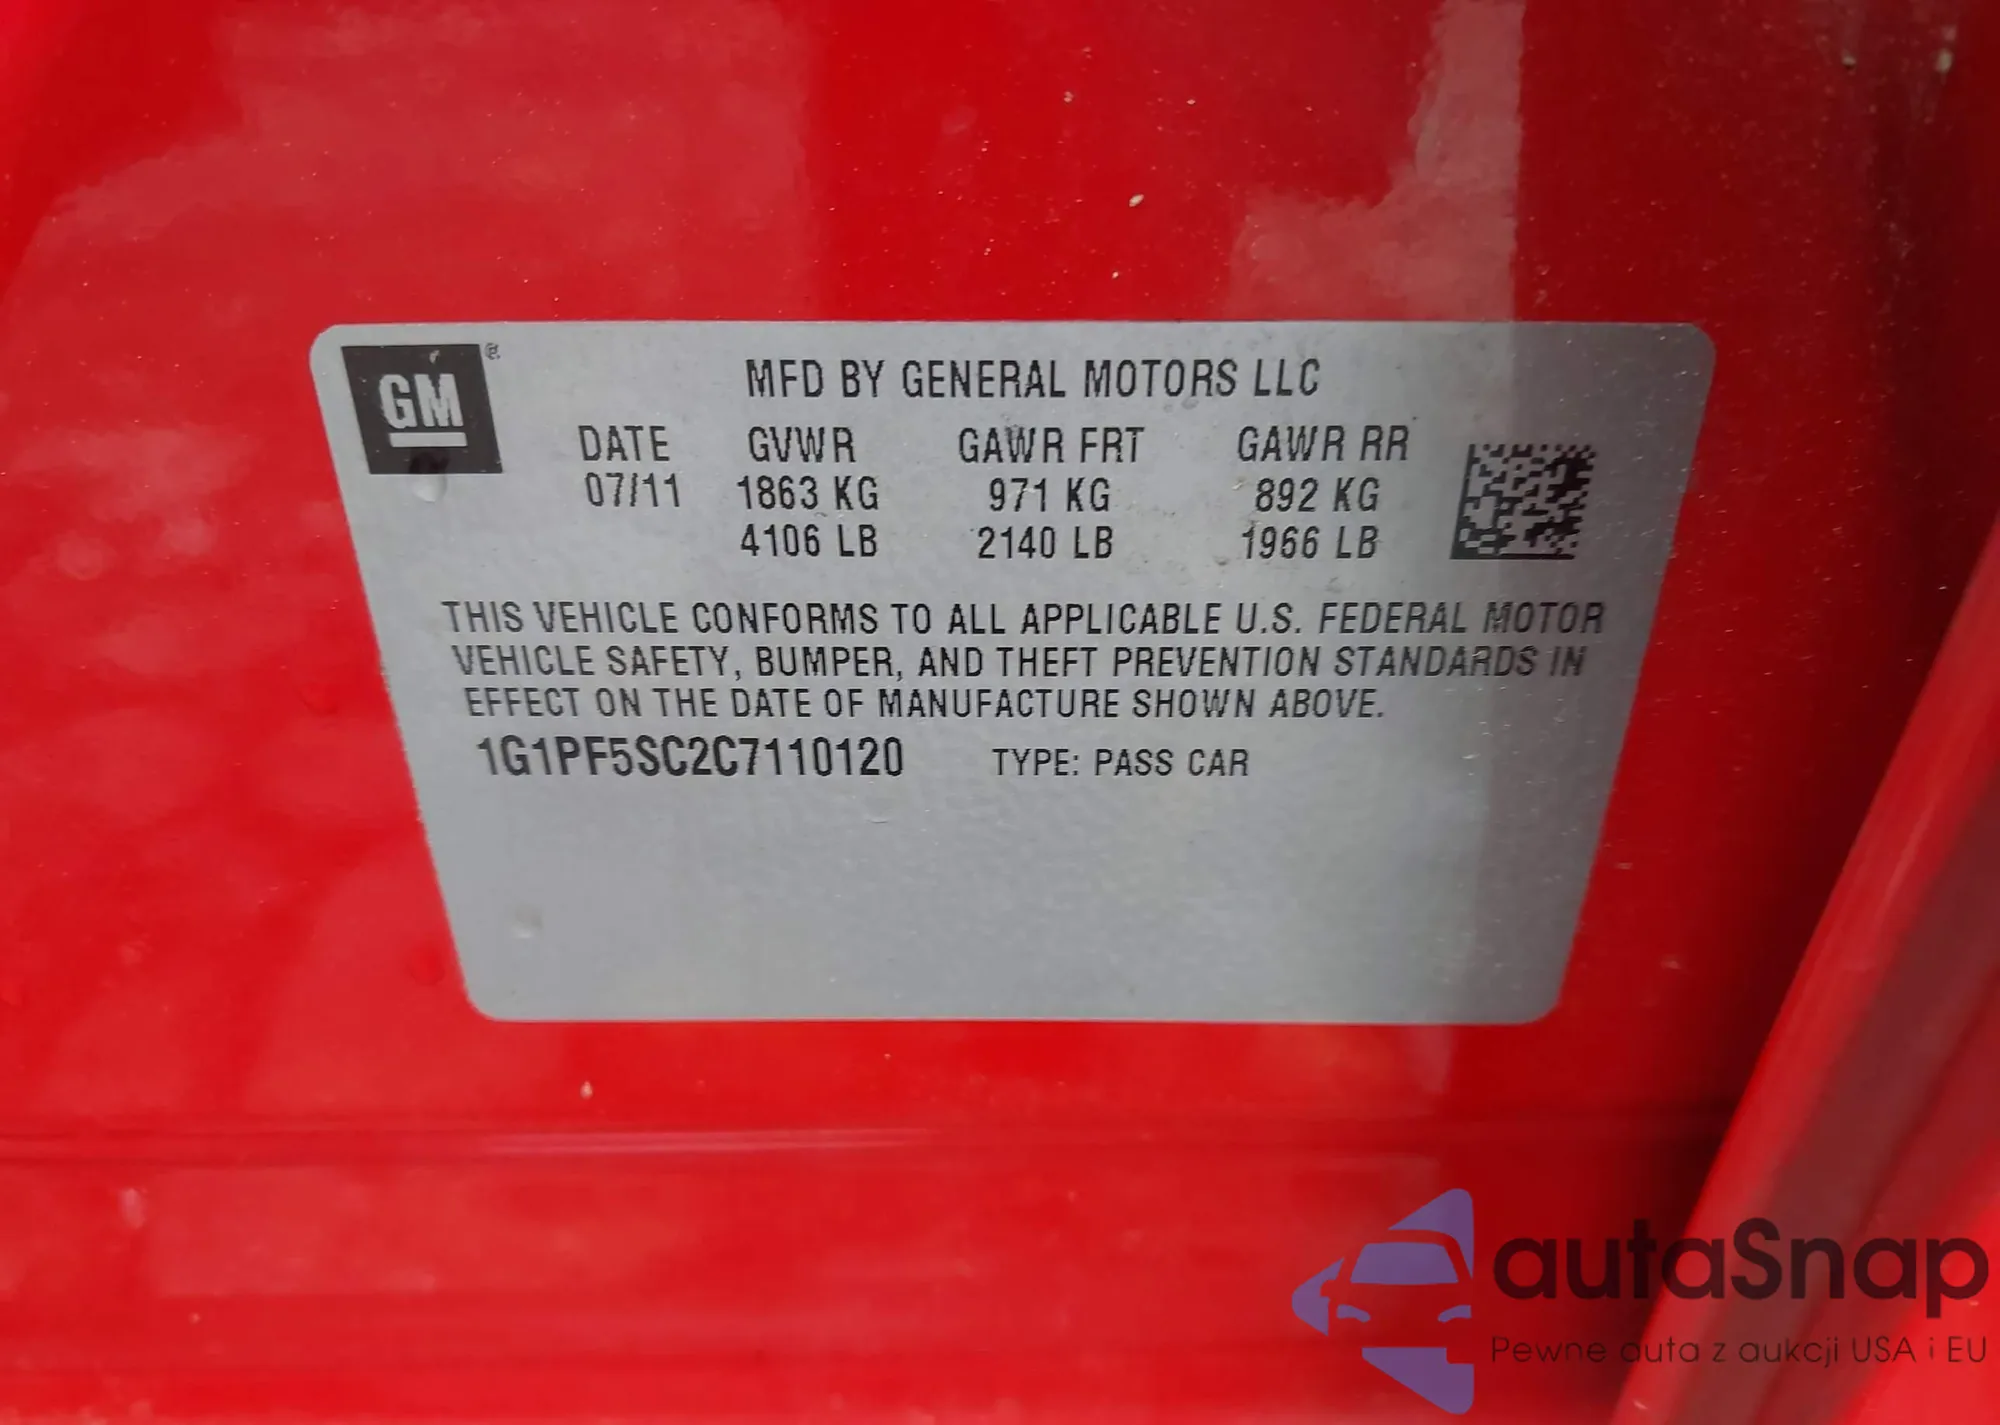 GM ®
MFD BY GENERAL MOTORS LLC
DATE GVWR GAWR FRT GAWR RR
07/11 1863 KG 971 KG 892 KG
4106 LB 2140 LB 1966 LB
THIS VEHICLE CONFORMS TO ALL APPLICABLE U.S. FEDERAL MOTOR
VEHICLE SAFETY, BUMPER, AND THEFT PREVENTION STANDARDS IN
EFFECT ON THE DATE OF MANUFACTURE SHOWN ABOVE.
1G1PF5SC2C7110120 TYPE: PASS CAR
autaSnap
Pewne auta z aukcji USA i EU